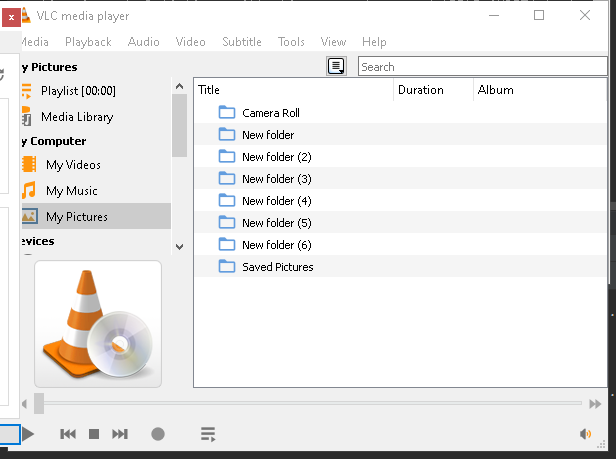 x
VLC media player
Media Playback Audio Video Subtitle Tools View Help
y Pictures
Search
Playlist [00:00]
Media Library
y Computer
My Videos
My Music
My Pictures
evices
Title Duration Album
Camera Roll
New folder
New folder (2)
New folder (3)
New folder (4)
New folder (5)
New folder (6)
Saved Pictures